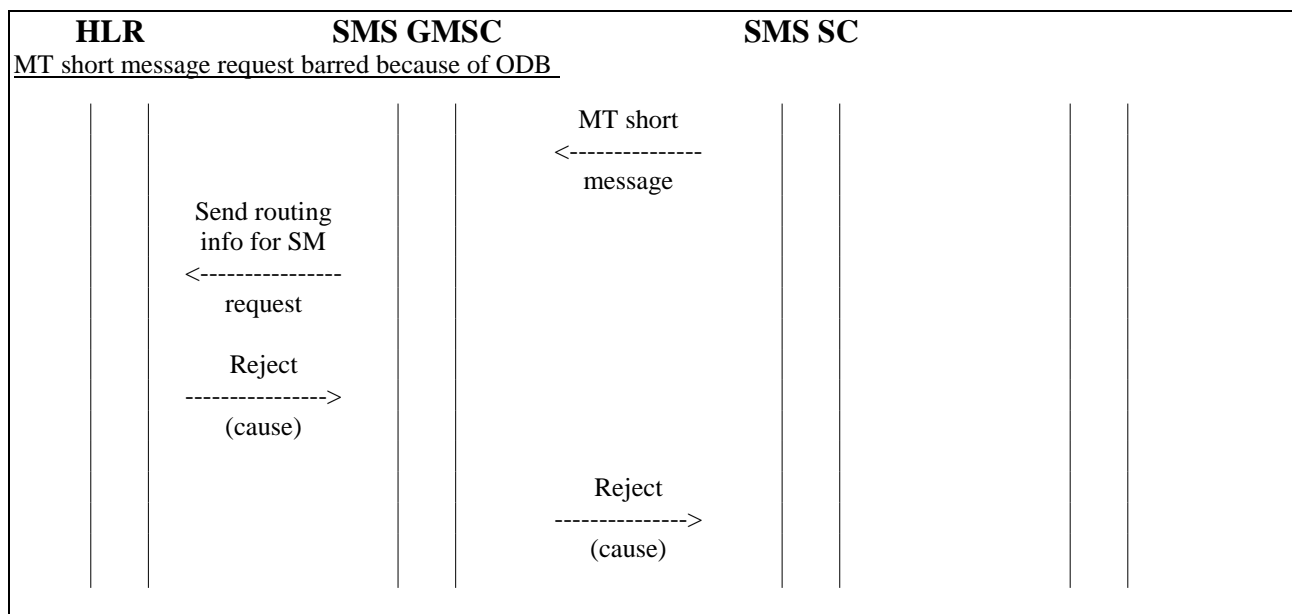 HLR SMS GMSC SMS SC
MT short message request barred because of ODB
MT short
<---------------
message
Send routing
info for SM
<----------------
request
Reject
---------------->
(cause)
Reject
--------------->
(cause)